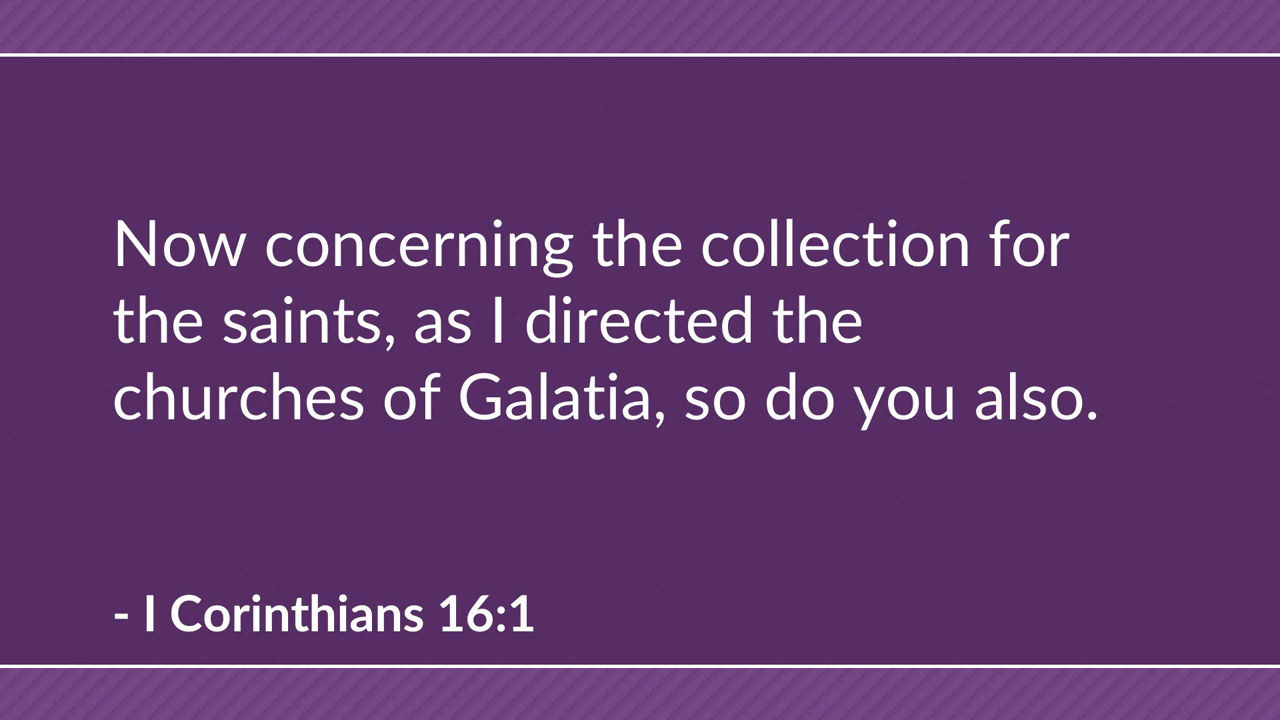 Now concerning the collection for
the saints, as I directed the
churches of Galatia, so do you also.
- I Corinthians 16:1